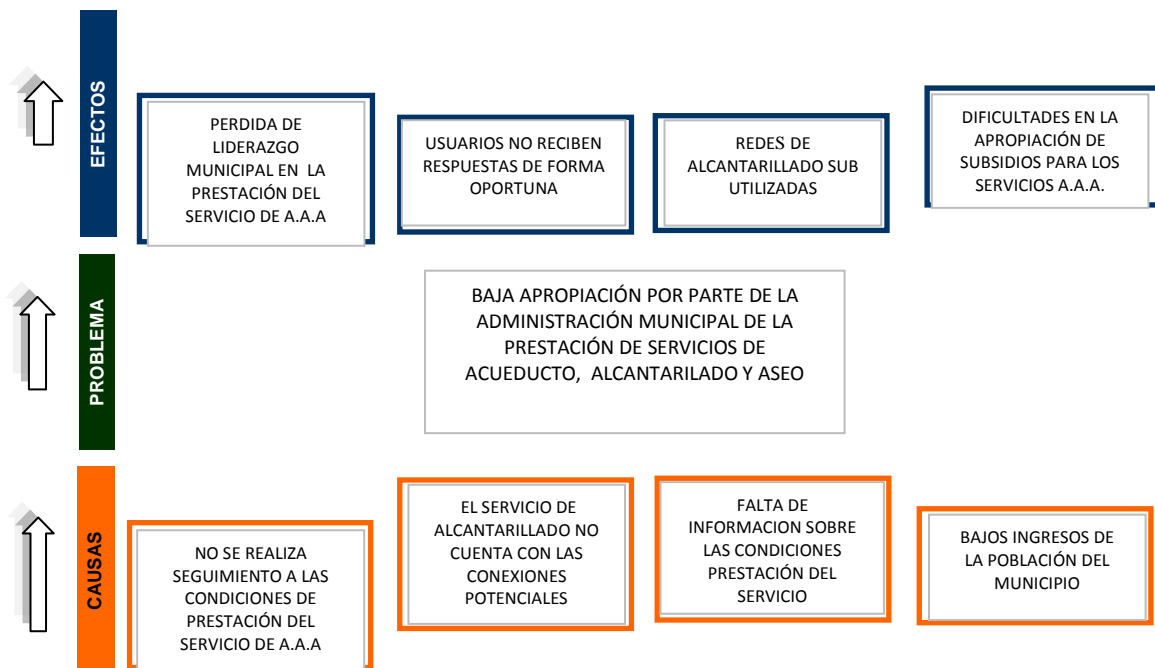 EFECTOS
PERDIDA DE
LIDERAZGO
MUNICIPAL EN LA
PRESTACIÓN DEL
SERVICIO DE A.A.A
USUARIOS NO RECIBEN
RESPUESTAS DE FORMA
OPORTUNA
REDES DE
ALCANTARILLADO SUB
UTILIZADAS
DIFICULTADES EN LA
APROPIACIÓN DE
SUBSIDIOS PARA LOS
SERVICIOS A.A.A.
PROBLEMA
BAJA APROPIACIÓN POR PARTE DE LA
ADMINISTRACIÓN MUNICIPAL DE LA
PRESTACIÓN DE SERVICIOS DE
ACUEDUCTO, ALCANTARILADO Y ASEO
CAUSAS
NO SE REALIZA
SEGUIMIENTO A LAS
CONDICIONES DE
PRESTACIÓN DEL
SERVICIO DE A.A.A
EL SERVICIO DE
ALCANTARILLADO NO
CUENTA CON LAS
CONEXIONES
POTENCIALES
FALTA DE
INFORMACION SOBRE
LAS CONDICIONES
PRESTACIÓN DEL
SERVICIO
BAJOS INGRESOS DE
LA POBLACIÓN DEL
MUNICIPIO